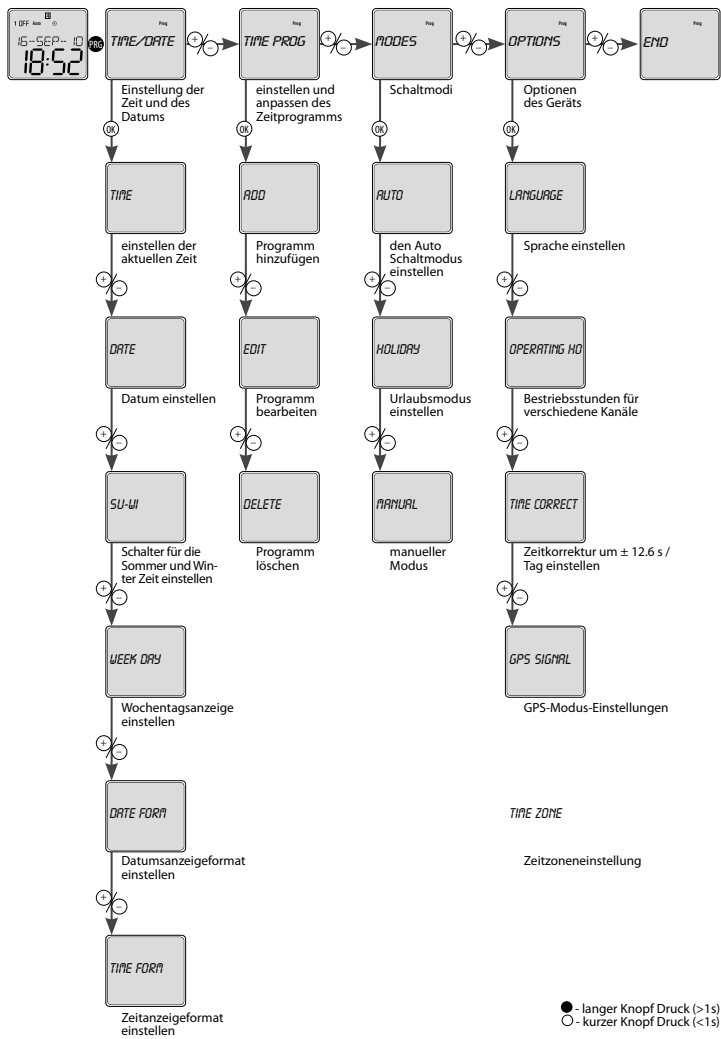 1 OFF Auto
16--SEP-- 10
18:52
PRG
Prog
TIME/DATE
+/−
Prog
TIME PROG
+/−
Prog
MODES
+/−
Prog
OPTIONS
+/−
Prog
END
Einstellung der
Zeit und des
Datums
einstellen und
anpassen des
Zeitprogramms
Schaltmodi
Optionen
des Geräts
OK
OK
OK
OK
TIME
ADD
AUTO
LANGUAGE
einstellen der
aktuellen Zeit
Programm
hinzufügen
den Auto
Schaltmodus
einstellen
Sprache einstellen
+/−
+/−
+/−
+/−
DATE
EDIT
HOLIDAY
OPERATING HO
Datum einstellen
Programm
bearbeiten
Urlaubsmodus
einstellen
Bestriebsstunden für
verschiedene Kanäle
+/−
+/−
+/−
+/−
SU-WI
DELETE
MANUAL
TIME CORRECT
Schalter für die
Sommer und Win-
ter Zeit einstellen
Programm
löschen
manueller
Modus
Zeitkorrektur um ± 12.6 s /
Tag einstellen
+/−
+/−
WEEK DAY
GPS SIGNAL
Wochentagsanzeige
einstellen
GPS-Modus-Einstellungen
+/−
DATE FORM
TIME ZONE
Datumsanzeigeformat
einstellen
Zeitzoneneinstellung
+/−
TIME FORM
Zeitanzeigeformat
einstellen
- langer Knopf Druck (>1s)
- kurzer Knopf Druck (<1s)